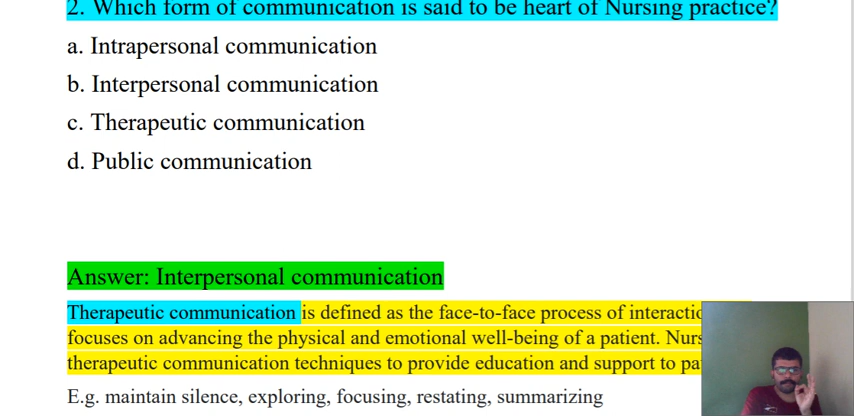 2. Which form of communication is said to be heart of Nursing practice?
a. Intrapersonal communication
b. Interpersonal communication
c. Therapeutic communication
d. Public communication
Answer: Interpersonal communication
Therapeutic communication is defined as the face-to-face process of
focuses on advancing the physical and emotional well-being of a patient.
therapeutic communication techniques to provide education and support to
E.g. maintain silence, exploring, focusing, restating, summarizing